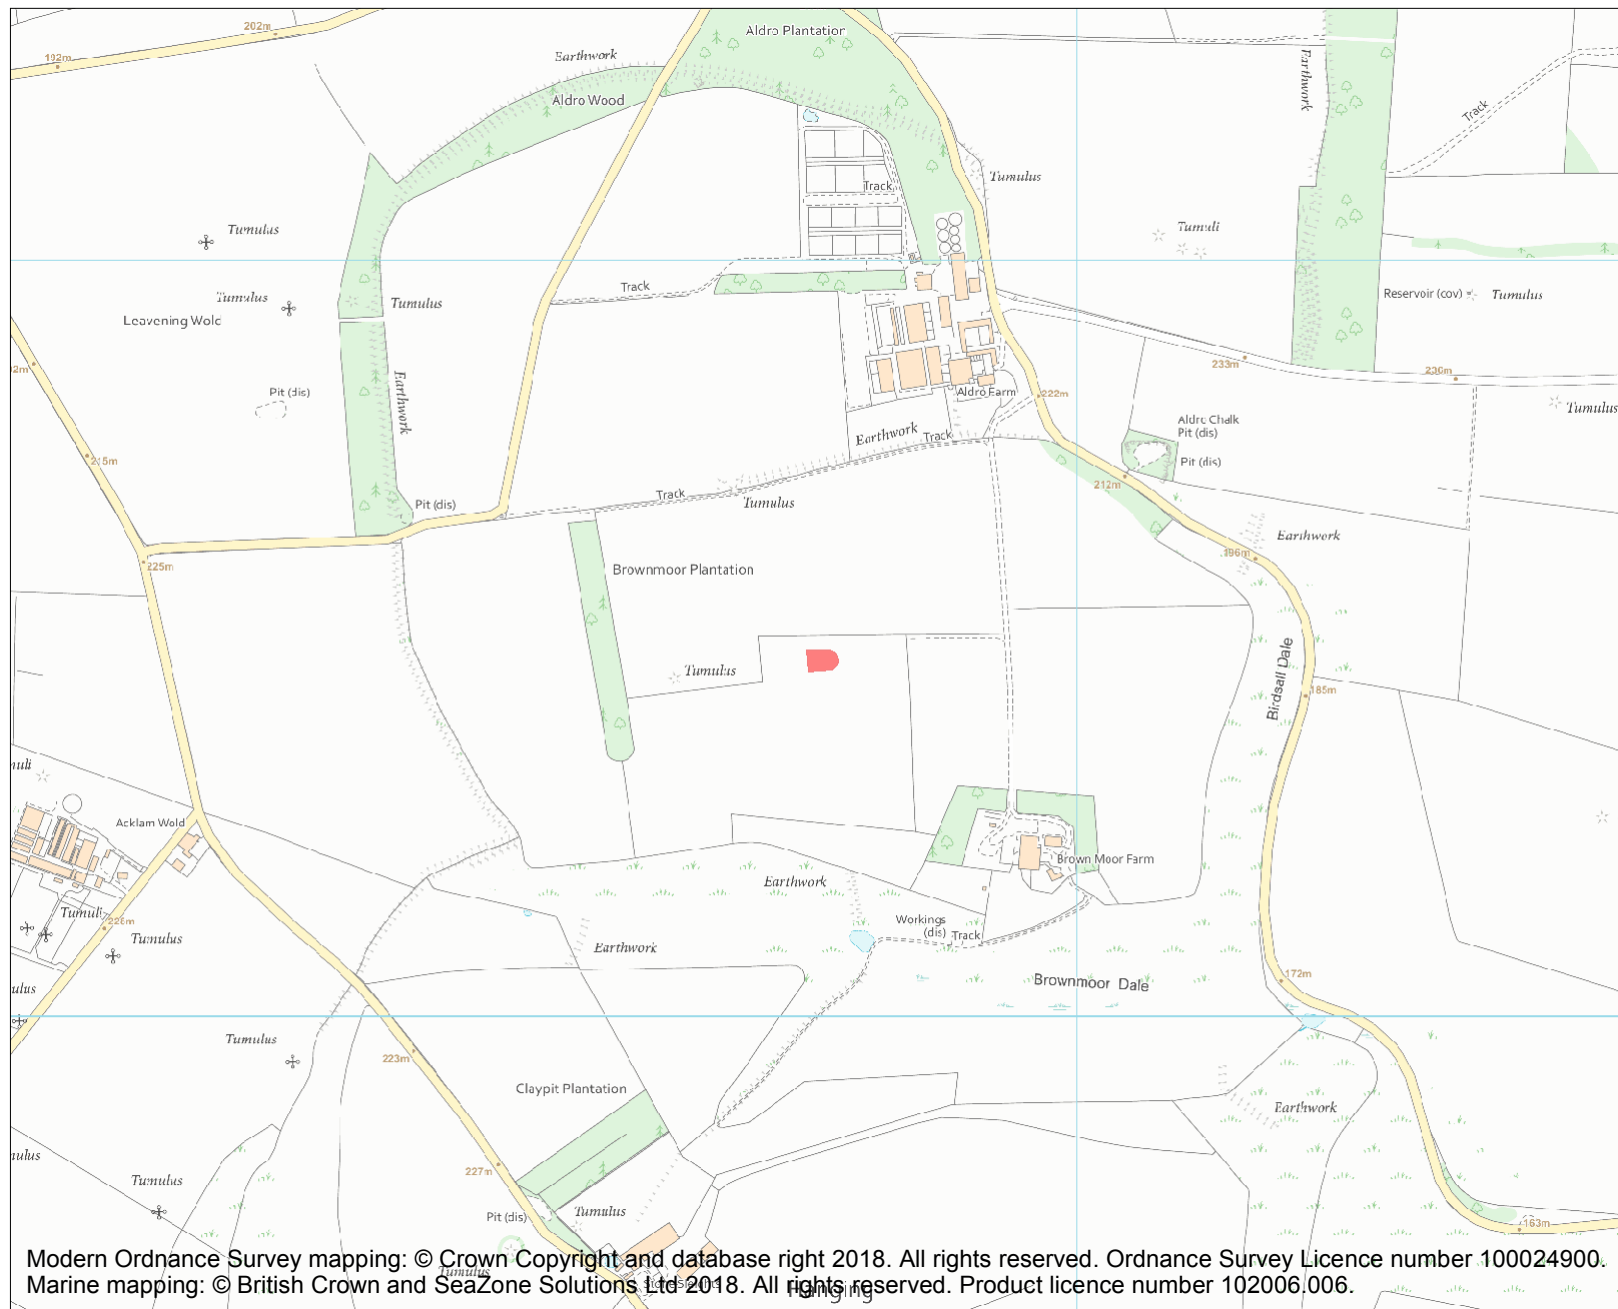 202m
Aldro Plantation
192m
Earthwork
Earthwork
Aldro Wood
Track
Tumulus
Track
Tumulus
Tumuli
Tumulus
Track
Tumulus
Reservoir (cov)
Tumulus
Leavening Wold
2m
233m
230m
Pit (dis)
Earthwork
Aldro Farm
222m
Tumulus
Aldro Chalk
Pit (dis)
Earthwork
Track
215m
Pit (dis)
212m
Pit (dis)
Track
Tumulus
Earthwork
196m
225m
Brownmoor Plantation
Birdsall Dale
Tumulus
185m
uli
Acklam Wold
Brown Moor Farm
Earthwork
Tumuli
226m
Workings
(dis)
Track
Tumulus
Earthwork
172m
ulus
Brownmoor Dale
Tumulus
223m
Claypit Plantation
Earthwork
ulus
227m
Tumulus
Pit (dis)
Tumulus
163m
Modern Ordnance Survey mapping: © Crown Copyright and database right 2018. All rights reserved. Ordnance Survey Licence number 100024900.
Tumulus
Marine mapping: © British Crown and SeaZone Solutions Ltd 2018. All rights reserved. Product licence number 102006.006.
Hanging